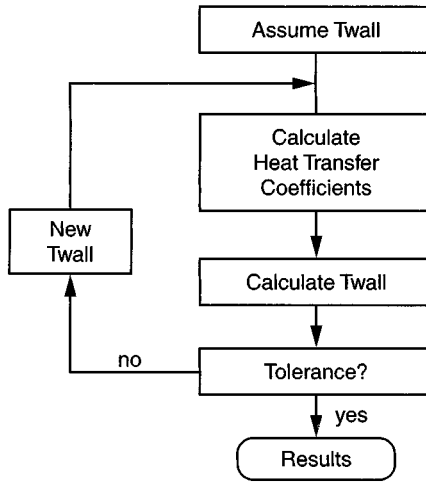 Assume Twall
Calculate
Heat Transfer
Coefficients
New
Twall
Calculate Twall
no
Tolerance?
yes
Results